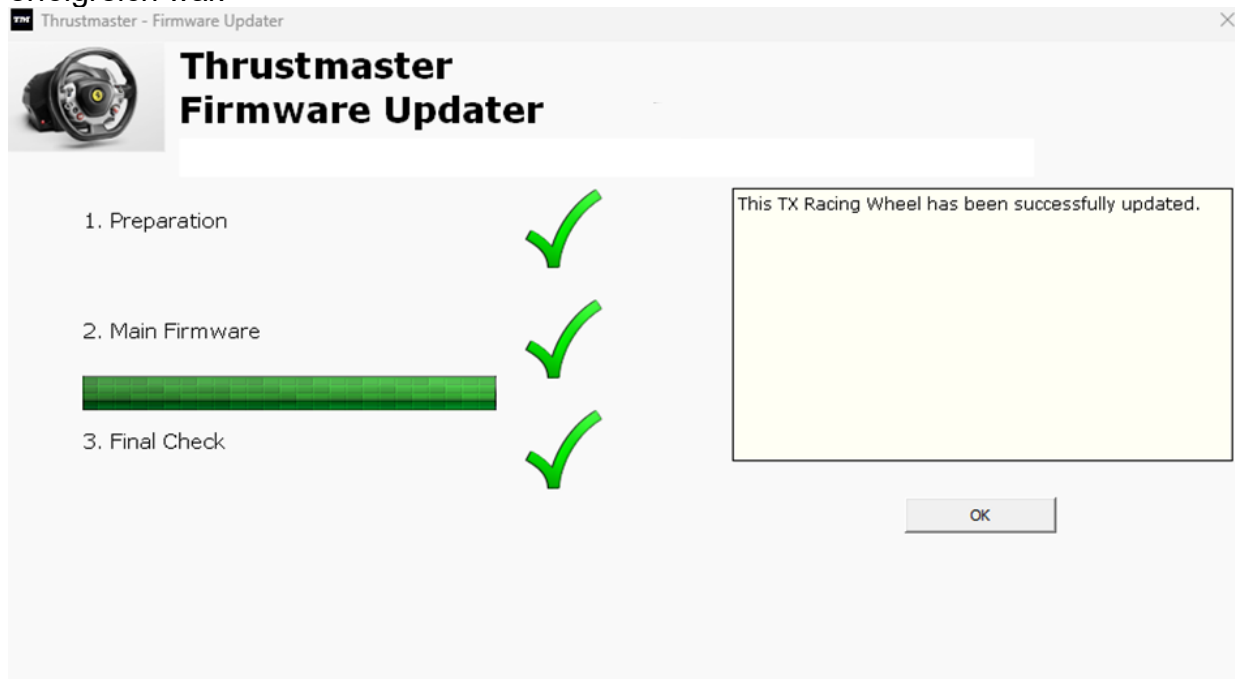 Thrustmaster - Firmware Updater
Thrustmaster
Firmware Updater
1. Preparation
2. Main Firmware
3. Final Check
This TX Racing Wheel has been successfully updated.
OK